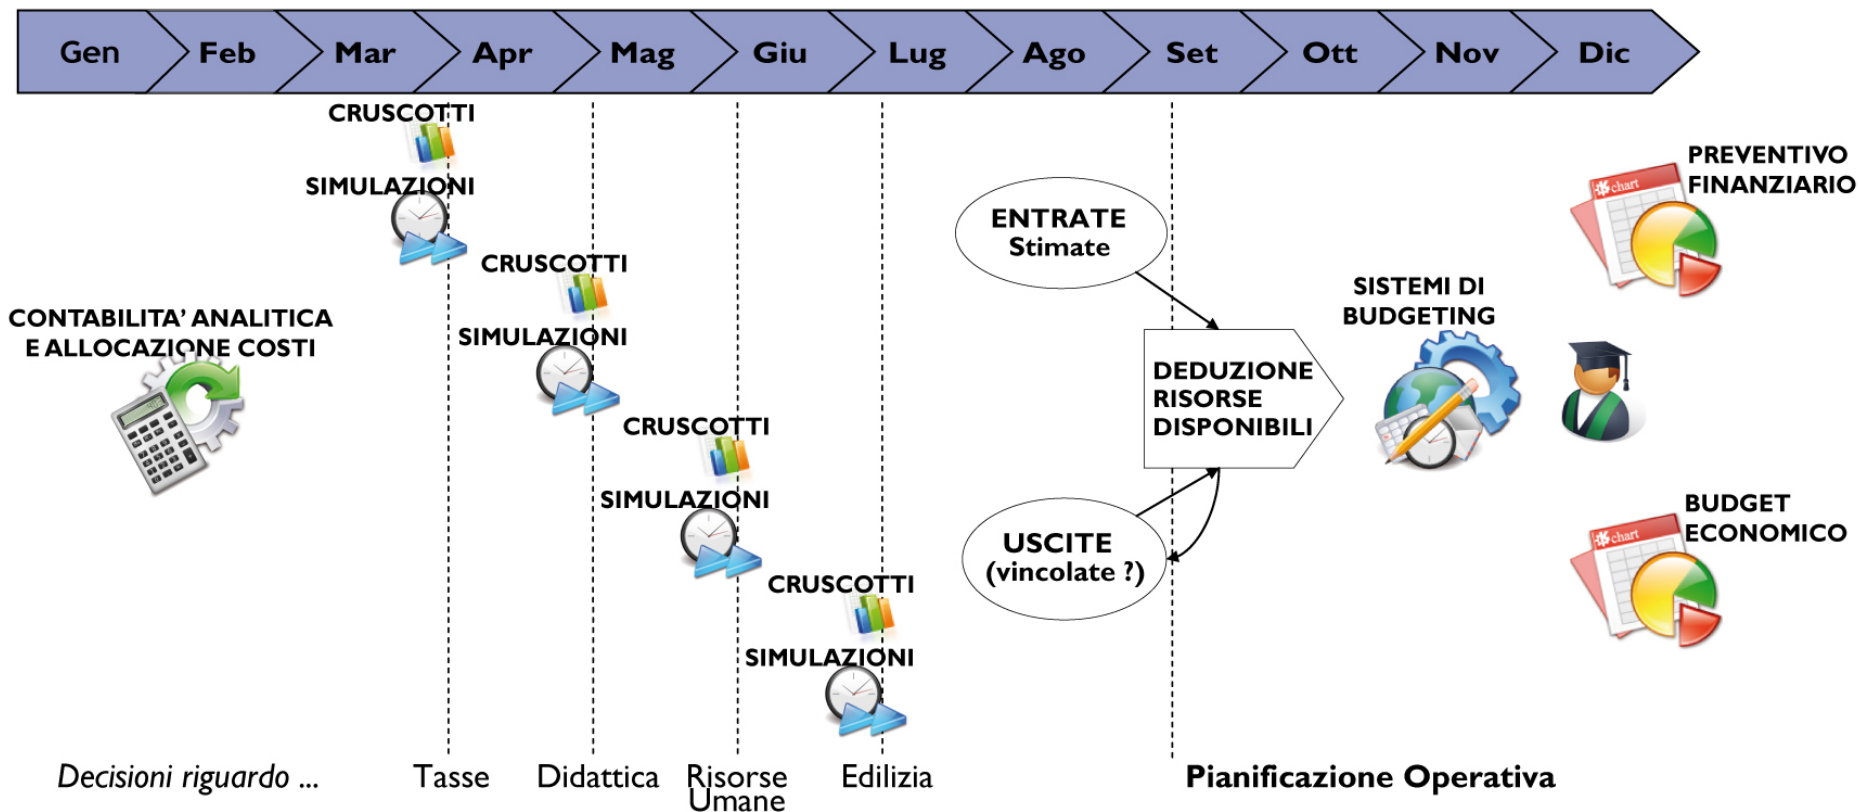 Gen Feb Mar Apr Mag Giu Lug Ago Set Ott Nov Dic
CRUSCOTTI
SIMULAZIONI
CRUSCOTTI
SIMULAZIONI
CONTABILITA' ANALITICA
E ALLOCAZIONE COSTI
CRUSCOTTI
SIMULAZIONI
CRUSCOTTI
SIMULAZIONI
ENTRATE
Stimate
DEDUZIONE
RISORSE
DISPONIBILI
USCITE
(vincolate ?)
SISTEMI DI
BUDGETING
PREVENTIVO
FINANZIARIO
chart
BUDGET
ECONOMICO
chart
Decisioni riguardo ...
Tasse
Didattica
Risorse
Umane
Edilizia
Pianificazione Operativa